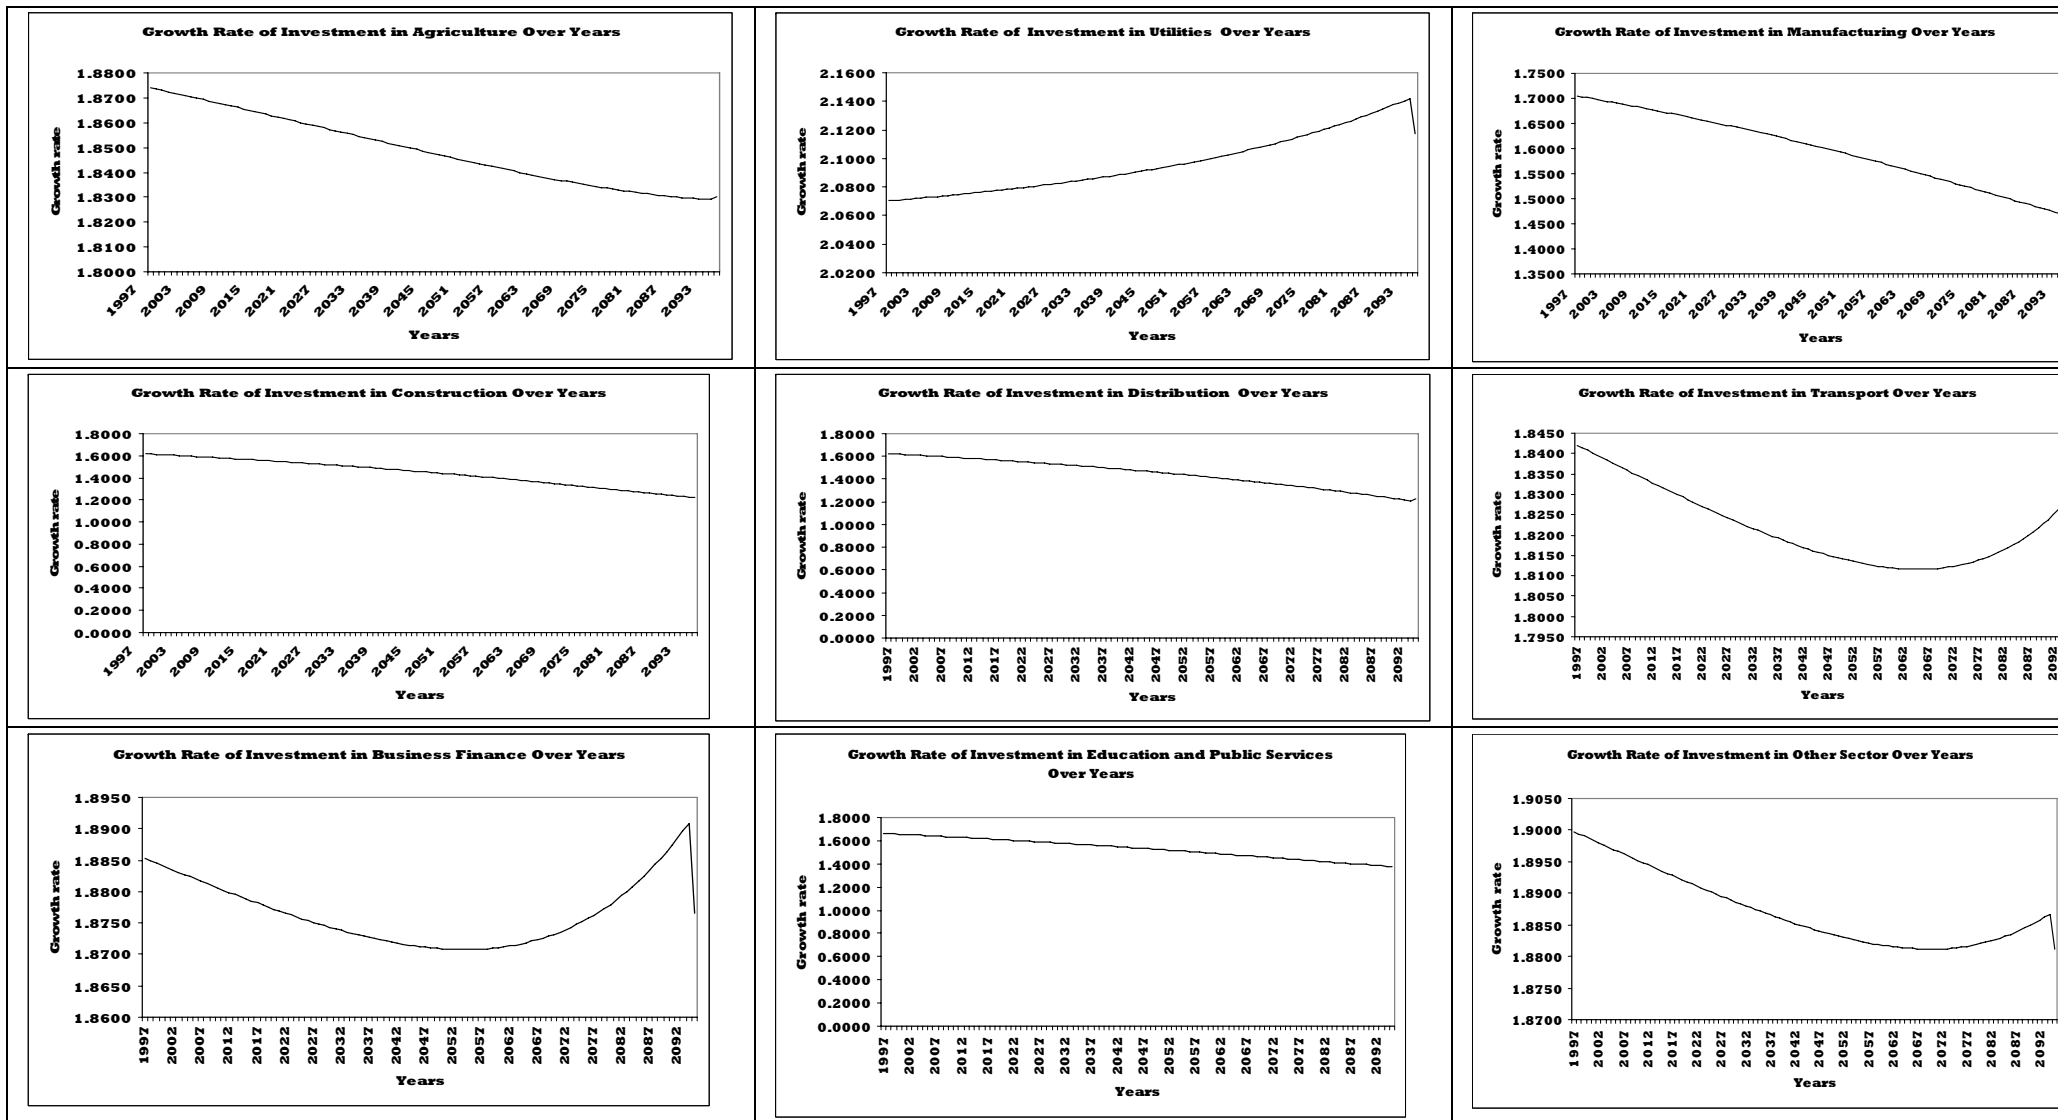 Growth Rate of Investment in Agriculture Over Years
1.8800
1.8700
1.8600
1.8500
1.8400
1.8300
1.8200
1.8100
1.8000
Growth rate
1997 2003 2009 2015 2021 2027 2033 2039 2045 2051 2057 2063 2069 2075 2081 2087 2093
Years
Growth Rate of Investment in Utilities Over Years
2.1600
2.1400
2.1200
2.1000
2.0800
2.0600
2.0400
2.0200
Growth rate
1997 2003 2009 2015 2021 2027 2033 2039 2045 2051 2057 2063 2069 2075 2081 2087 2093
Years
Growth Rate of Investment in Manufacturing Over Years
1.7500
1.7000
1.6500
1.6000
1.5500
1.5000
1.4500
1.4000
1.3500
Growth rate
1997 2003 2009 2015 2021 2027 2033 2039 2045 2051 2057 2063 2069 2075 2081 2087 2093
Years
Growth Rate of Investment in Construction Over Years
1.8000
1.6000
1.4000
1.2000
1.0000
0.8000
0.6000
0.4000
0.2000
0.0000
Growth rate
1997 2003 2009 2015 2021 2027 2033 2039 2045 2051 2057 2063 2069 2075 2081 2087 2093
Years
Growth Rate of Investment in Distribution Over Years
1.8000
1.6000
1.4000
1.2000
1.0000
0.8000
0.6000
0.4000
0.2000
0.0000
Growth rate
1997 2002 2007 2012 2017 2022 2027 2032 2037 2042 2047 2052 2057 2062 2067 2072 2077 2082 2087 2092
Years
Growth Rate of Investment in Transport Over Years
1.8450
1.8400
1.8350
1.8300
1.8250
1.8200
1.8150
1.8100
1.8050
1.8000
1.7950
Growth rate
1997 2002 2007 2012 2017 2022 2027 2032 2037 2042 2047 2052 2057 2062 2067 2072 2077 2082 2087 2092
Years
Growth Rate of Investment in Business Finance Over Years
1.8950
1.8900
1.8850
1.8800
1.8750
1.8700
1.8650
1.8600
Growth rate
1997 2002 2007 2012 2017 2022 2027 2032 2037 2042 2047 2052 2057 2062 2067 2072 2077 2082 2087 2092
Years
Growth Rate of Investment in Education and Public Services
Over Years
1.8000
1.6000
1.4000
1.2000
1.0000
0.8000
0.6000
0.4000
0.2000
0.0000
Growth rate
1997 2002 2007 2012 2017 2022 2027 2032 2037 2042 2047 2052 2057 2062 2067 2072 2077 2082 2087 2092
Years
Growth Rate of Investment in Other Sector Over Years
1.9050
1.9000
1.8950
1.8900
1.8850
1.8800
1.8750
1.8700
Growth rate
1997 2002 2007 2012 2017 2022 2027 2032 2037 2042 2047 2052 2057 2062 2067 2072 2077 2082 2087 2092
Years